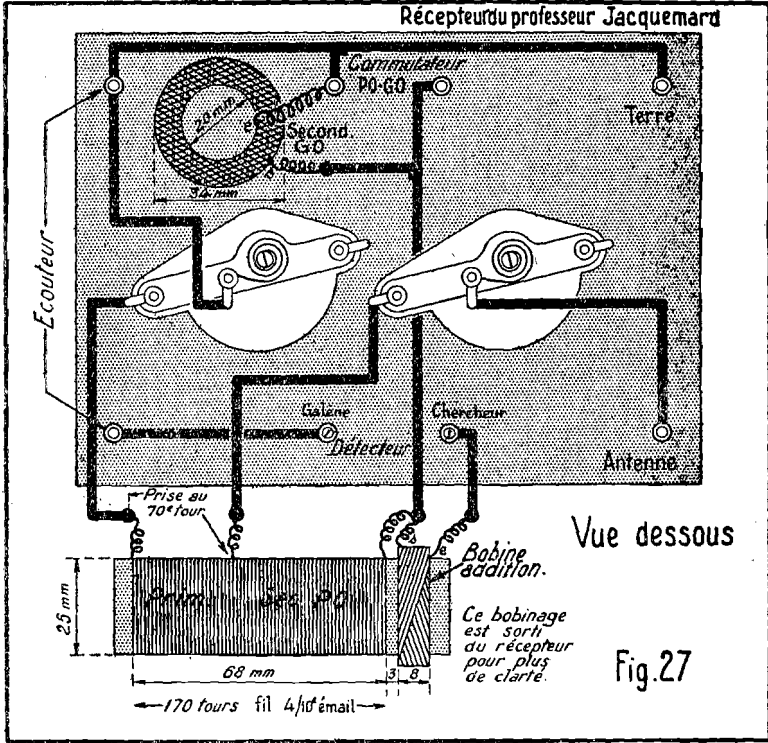 Récepteur du professeur Jacquemard
Commutateur
PO-GO
Terre
20 mm
e
Second.
GO
s
34 mm
Ecouteur
Galène
Chercheur
Détecteur
Antenne
Prise au
70e tour
Vue dessous
s
e
Bobine
addition.
25 mm
Prim. Sec PO
Ce bobinage
est sorti
du récepteur
pour plus
de clarté.
Fig.27
68 mm
3
8
170 tours fil 4/10e émail